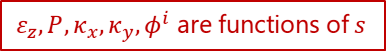 ε_z, P, κ_x, κ_y, ϕ^i are functions of s